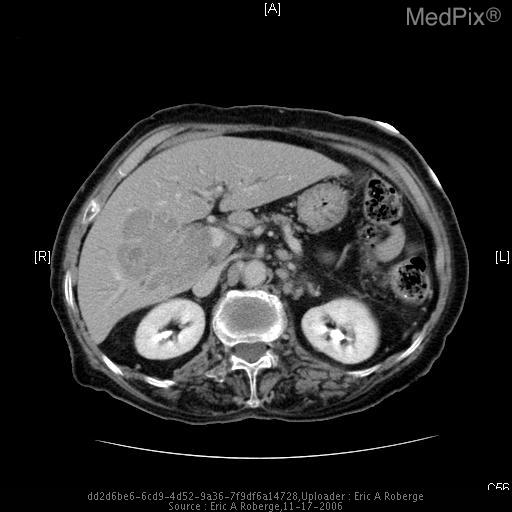 [A]
MedPix®
[R]
[L]
dd2d6be6-6cd9-4d52-9a36-7f9df6a14728,Uploader : Eric A Roberge
Source : Eric A Roberge,11-17-2006